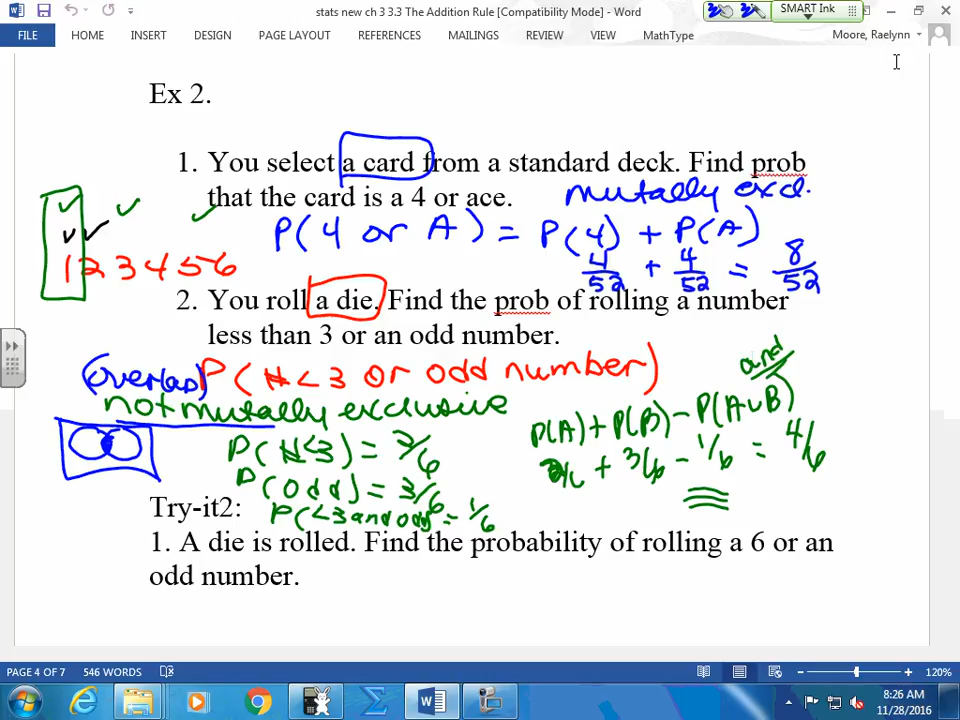 stats new ch 3 3.3 The Addition Rule [Compatibility Mode] - Word
SMART Ink
FILE HOME INSERT DESIGN PAGE LAYOUT REFERENCES MAILINGS REVIEW VIEW MathType Moore, Raelynn
Ex 2.
1. You select a card from a standard deck. Find prob
that the card is a 4 or ace.
mutally excl.
P(4 or A) = P(4) + P(A)
4/52 + 4/52 = 8/52
1 2 3 4 5 6
2. You roll a die. Find the prob of rolling a number
less than 3 or an odd number.
(overlap) P(# < 3 or odd number)
not mutally exclusive
and
P(A) + P(B) - P(A∪B)
P(#<3) = 2/6
2/6 + 3/6 - 1/6 = 4/6
P(odd) = 3/6
P(<3 and odd) = 1/6
Try-it2:
1. A die is rolled. Find the probability of rolling a 6 or an
odd number.
PAGE 4 OF 7 546 WORDS 120%
8:26 AM
11/28/2016